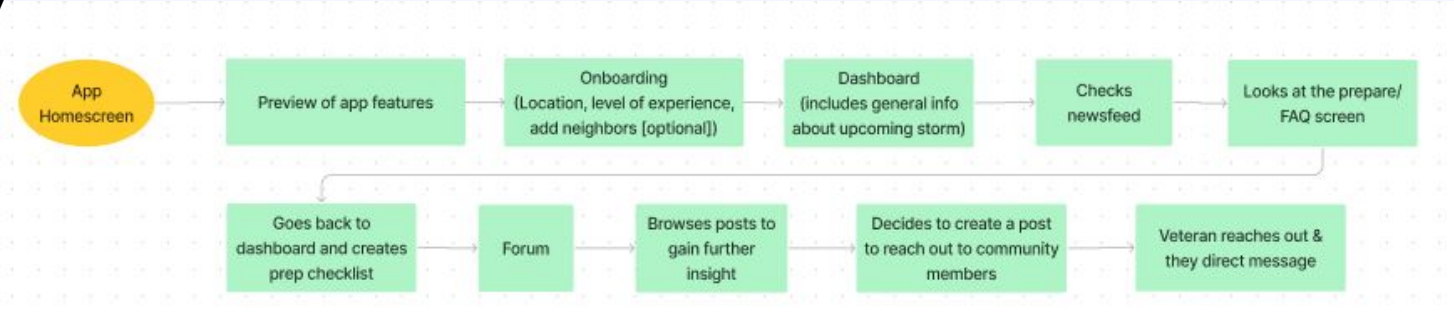 App
Homescreen
Preview of app features
Onboarding
(Location, level of experience,
add neighbors [optional])
Dashboard
(includes general info
about upcoming storm)
Checks
newsfeed
Looks at the prepare/
FAQ screen
Goes back to
dashboard and creates
prep checklist
Forum
Browses posts to
gain further
insight
Decides to create a post
to reach out to community
members
Veteran reaches out &
they direct message